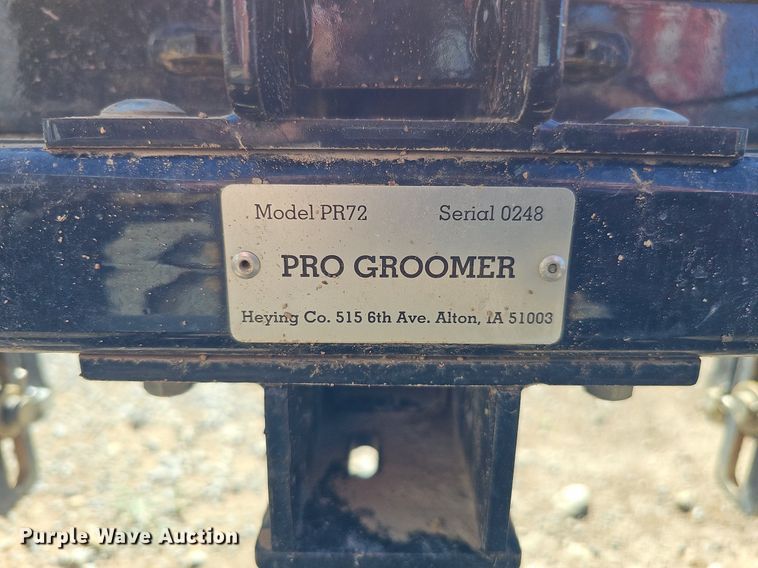 Model PR72 Serial 0248
PRO GROOMER
Heying Co. 515 6th Ave. Alton, IA 51003
Purple Wave Auction